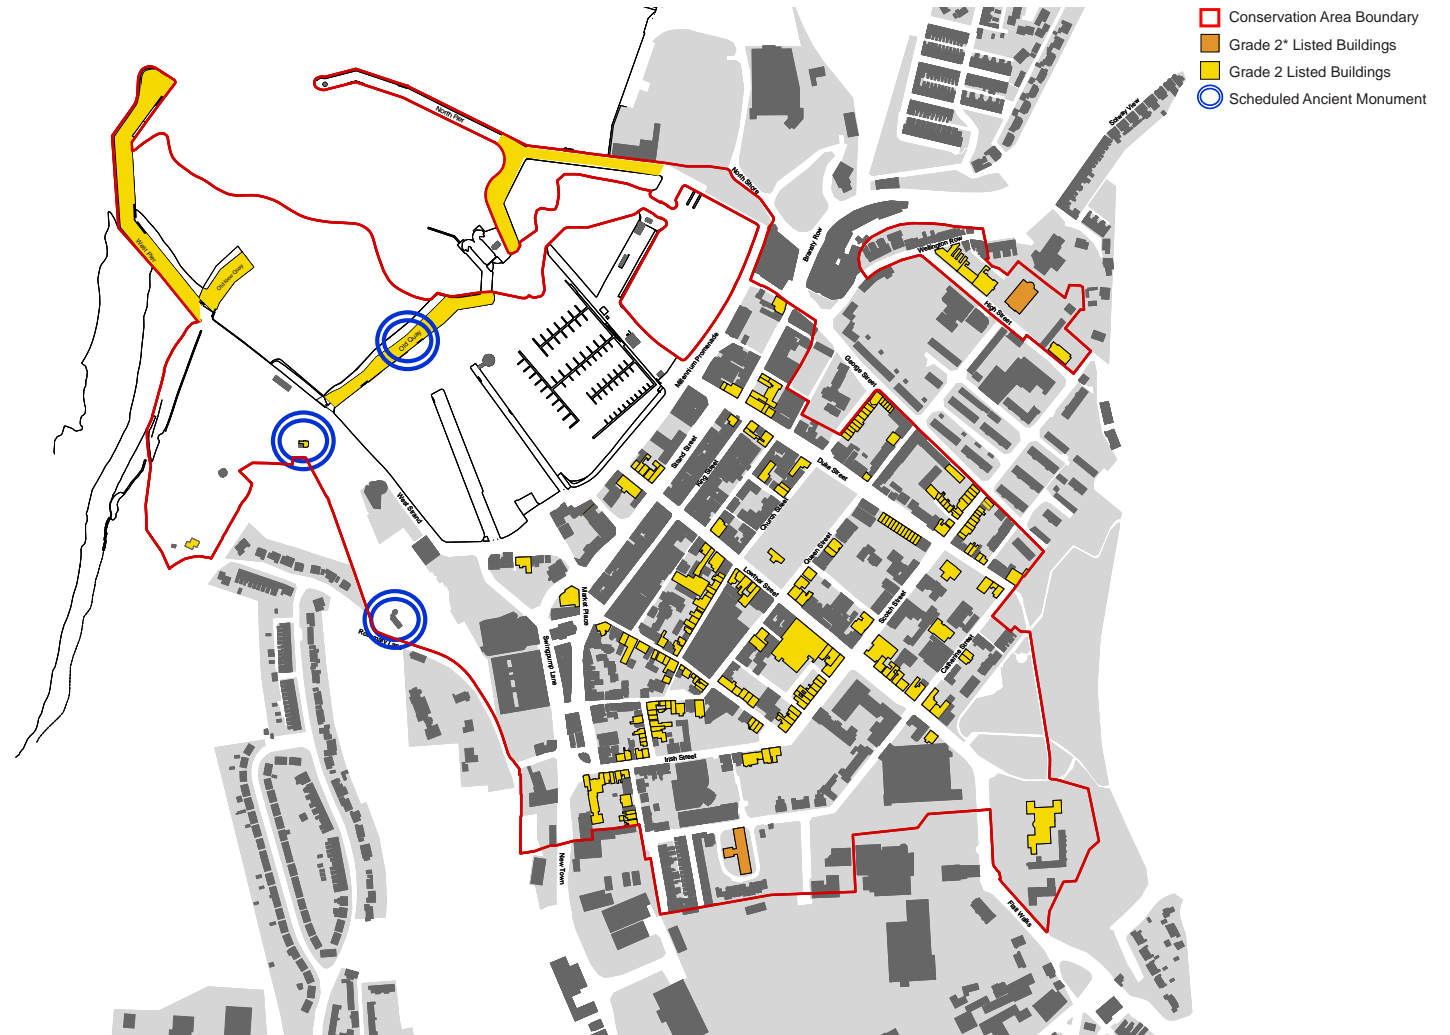 Conservation Area Boundary
Grade 2* Listed Buildings
Grade 2 Listed Buildings
Scheduled Ancient Monument
Solway View
North Pier
North Shore
Bransty Row
Wellington Row
High Street
West Pier
Old New Quay
Old Quay
Millennium Promenade
George Street
Strand Street
King Street
Duke Street
Church Street
West Strand
Queen Street
Lowther Street
Market Place
Scotch Street
Catherine Street
Swingpump Lane
Irish Street
New Town
Flatt Walks